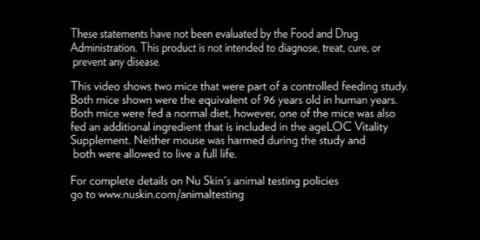 These statements have not been evaluated by the Food and Drug
Administration. This product is not intended to diagnose, treat, cure, or
prevent any disease.
This video shows two mice that were part of a controlled feeding study.
Both mice shown were the equivalent of 96 years old in human years.
Both mice were fed a normal diet, however, one of the mice was also
fed an additional ingredient that is included in the ageLOC Vitality
Supplement. Neither mouse was harmed during the study and
both were allowed to live a full life.
For complete details on Nu Skin's animal testing policies
go to www.nuskin.com/animaltesting